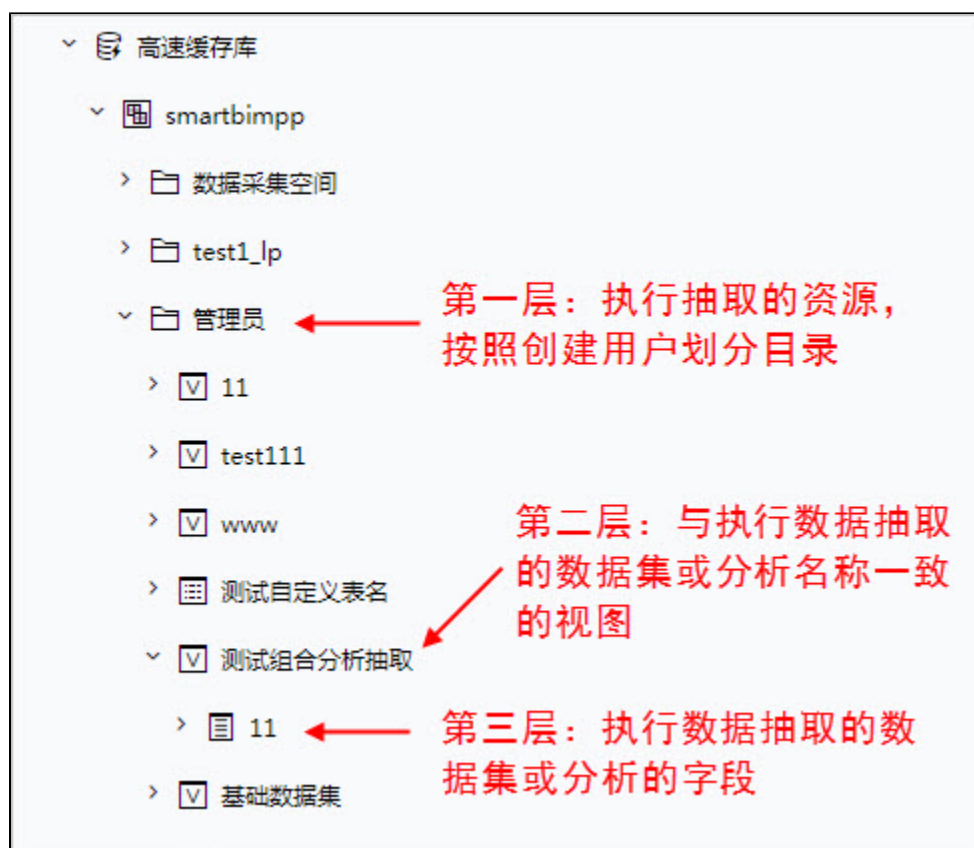 高速缓存库
smartbimpp
数据采集空间
test1_lp
管理员
第一层：执行抽取的资源，
按照创建用户划分目录
11
test111
www
第二层：与执行数据抽取
的数据集或分析名称一致
的视图
测试自定义表名
测试组合分析抽取
11
第三层：执行数据抽取的数
据集或分析的字段
基础数据集